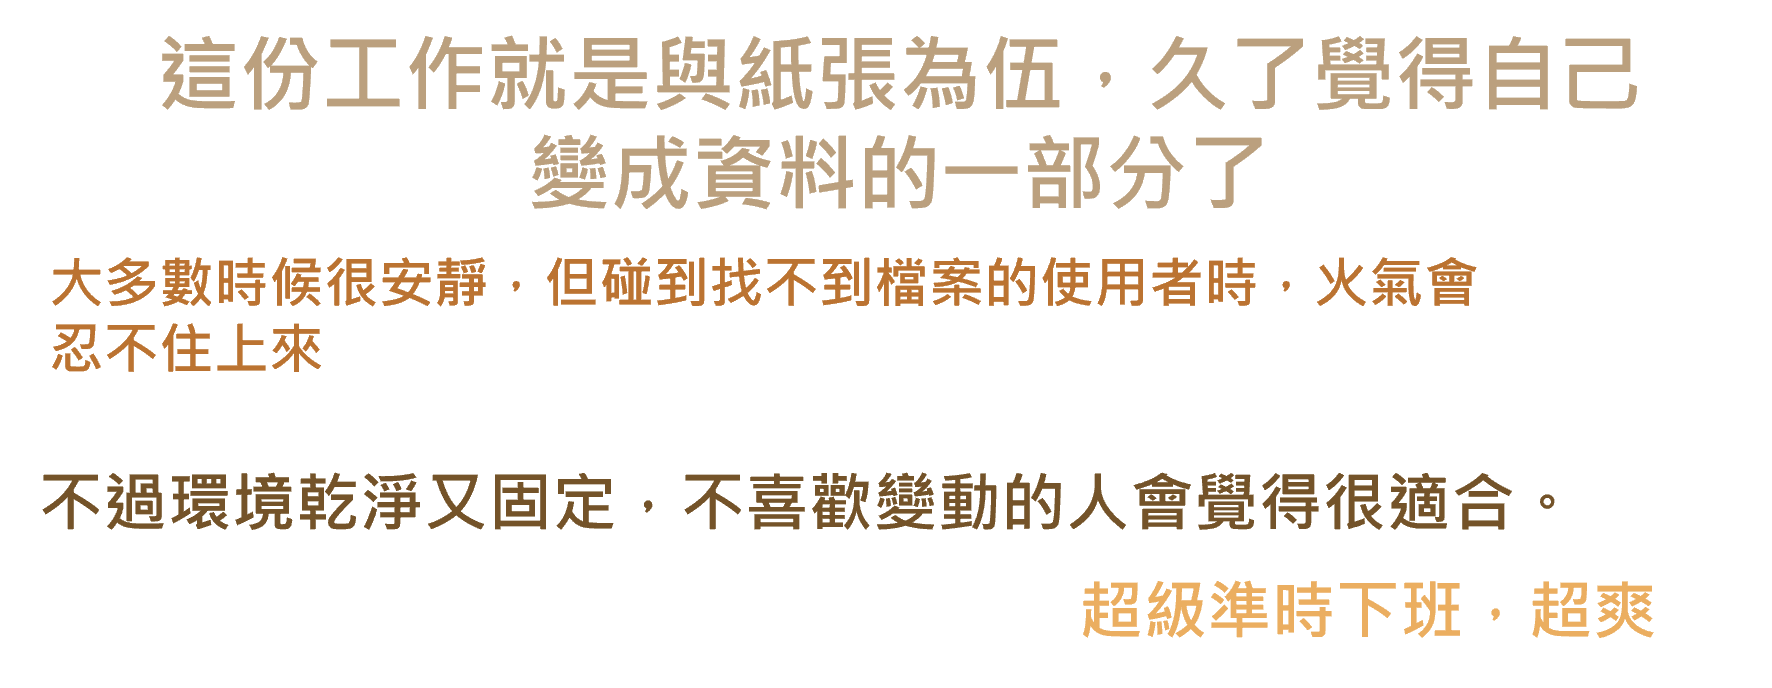 這份工作就是與紙張為伍，久了覺得自己
變成資料的一部分了
大多數時候很安靜，但碰到找不到檔案的使用者時，火氣會
忍不住上來
不過環境乾淨又固定，不喜歡變動的人會覺得很適合。
超級準時下班，超爽